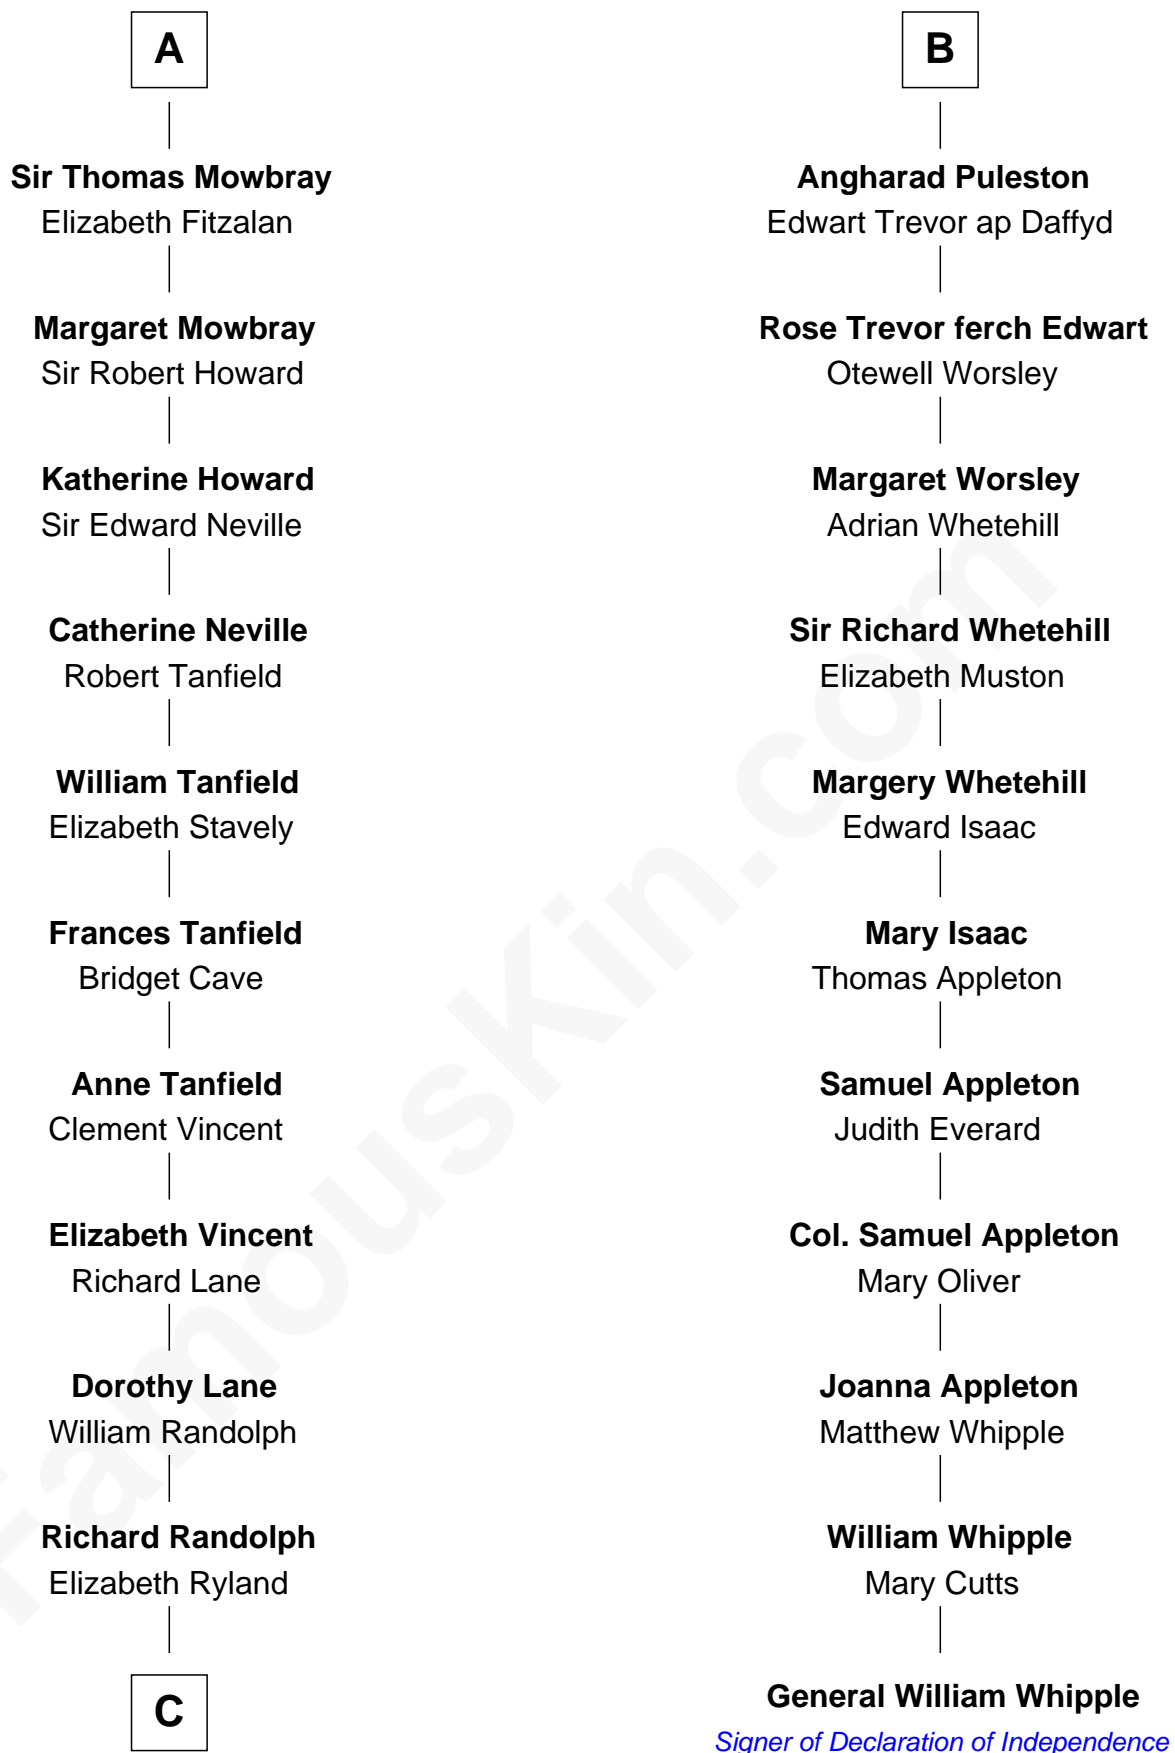 A
Sir Thomas Mowbray
Elizabeth Fitzalan
Margaret Mowbray
Sir Robert Howard
Katherine Howard
Sir Edward Neville
Catherine Neville
Robert Tanfield
William Tanfield
Elizabeth Stavely
Frances Tanfield
Bridget Cave
Anne Tanfield
Clement Vincent
Elizabeth Vincent
Richard Lane
Dorothy Lane
William Randolph
Richard Randolph
Elizabeth Ryland
C
B
Angharad Puleston
Edwart Trevor ap Daffyd
Rose Trevor ferch Edwart
Otewell Worsley
Margaret Worsley
Adrian Whetehill
Sir Richard Whetehill
Elizabeth Muston
Margery Whetehill
Edward Isaac
Mary Isaac
Thomas Appleton
Samuel Appleton
Judith Everard
Col. Samuel Appleton
Mary Oliver
Joanna Appleton
Matthew Whipple
William Whipple
Mary Cutts
General William Whipple
Signer of Declaration of Independence
FamousKin.com